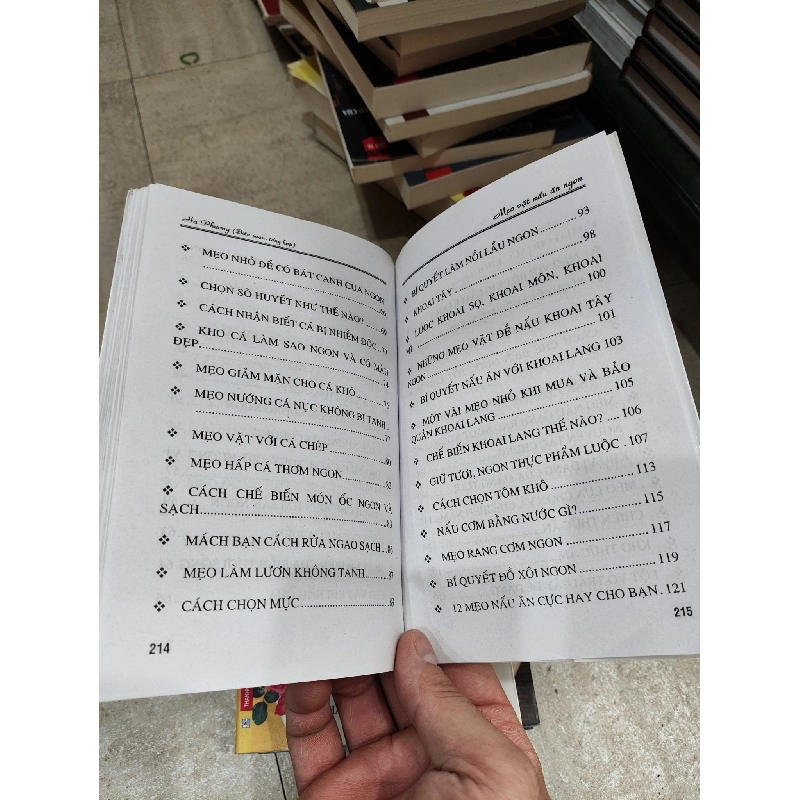 Hạ Phương (Biên soạn - tổng hợp)
❖ MẸO NHỎ ĐỂ CÓ BÁT CANH CUA NGON
❖ CHỌN SÒ HUYẾT NHƯ THẾ NÀO?
❖ CÁCH NHẬN BIẾT CÁ BỊ NHIỄM ĐỘC
❖ KHO CÁ LÀM SAO NGON VÀ CÓ MÀU
ĐẸP
❖ MẸO GIẢM MẶN CHO CÁ KHÔ
❖ MẸO NƯỚNG CÁ NỤC KHÔNG BỊ TANH
❖ MẸO VẶT VỚI CÁ CHÉP
❖ MẸO HẤP CÁ THƠM NGON
❖ CÁCH CHẾ BIẾN MÓN ỐC NGON VÀ
SẠCH
❖ MÁCH BẠN CÁCH RỬA NGAO SẠCH
❖ MẸO LÀM LƯƠN KHÔNG TANH
❖ CÁCH CHỌN MỰC
214
Mẹo vặt nấu ăn ngon
❖ BÍ QUYẾT LÀM NỒI LẨU NGON 93
❖ KHOAI TÂY 98
❖ LUỘC KHOAI SỌ, KHOAI MÔN, KHOAI
MÌ 100
❖ NHỮNG MẸO VẶT ĐỂ NẤU KHOAI TÂY
NGON 101
❖ BÍ QUYẾT NẤU ĂN VỚI KHOAI LANG 103
❖ MỘT VÀI MẸO NHỎ KHI MUA VÀ BẢO
QUẢN KHOAI LANG 105
❖ CHẾ BIẾN KHOAI LANG THẾ NÀO? 106
❖ GIỮ TƯƠI, NGON THỰC PHẨM LUỘC 107
❖ CÁCH CHỌN TÔM KHÔ 113
❖ NẤU CƠM BẰNG NƯỚC GÌ? 115
❖ MẸO RANG CƠM NGON 117
❖ BÍ QUYẾT ĐỒ XÔI NGON 119
❖ 12 MẸO NẤU ĂN CỰC HAY CHO BẠN 121
215